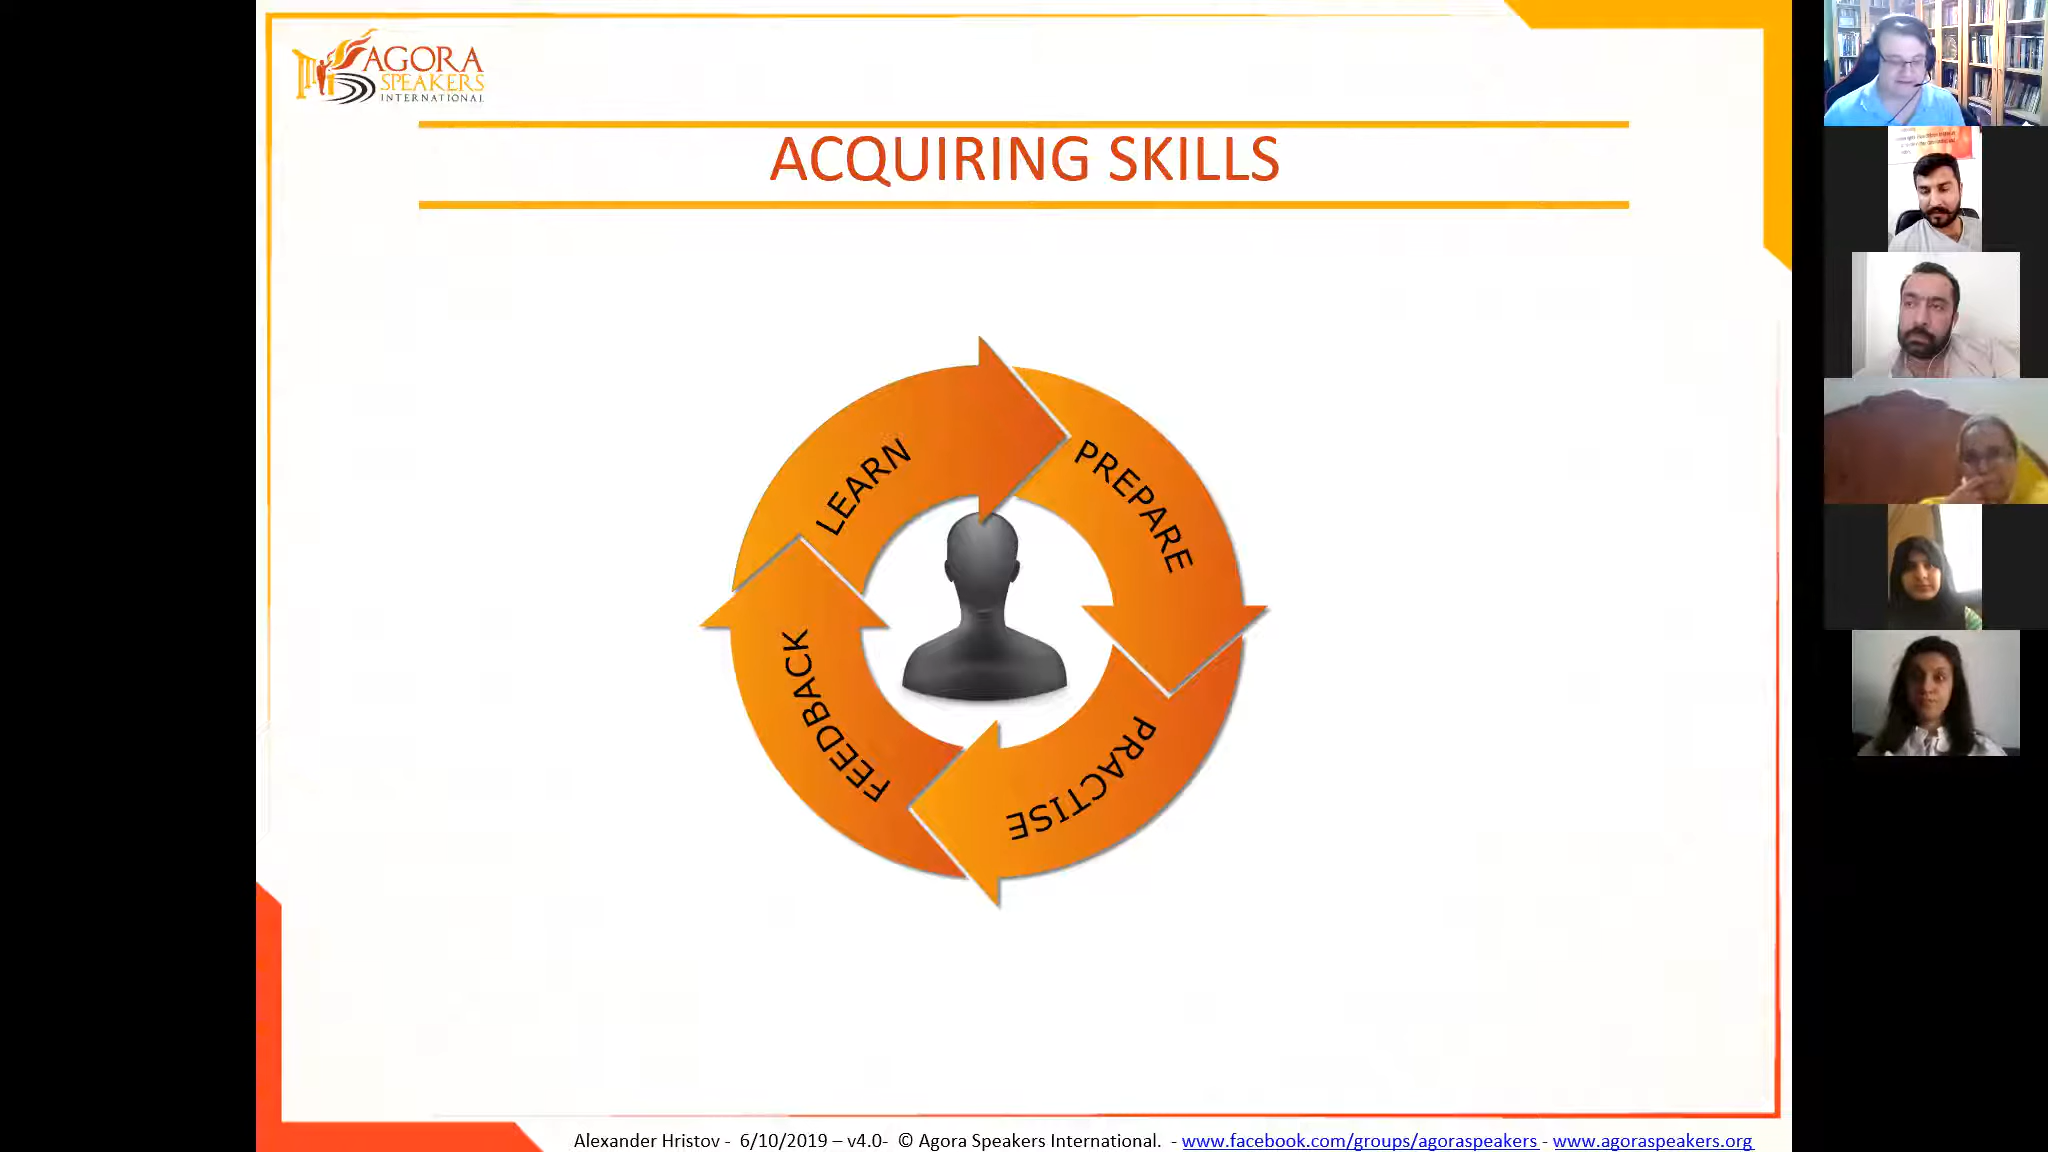 AGORA
SPEAKERS
INTERNATIONAL
ACQUIRING SKILLS
LEARN
PREPARE
PRACTISE
FEEDBACK
Alexander Hristov - 6/10/2019 – v4.0- © Agora Speakers International. - www.facebook.com/groups/agoraspeakers - www.agoraspeakers.org